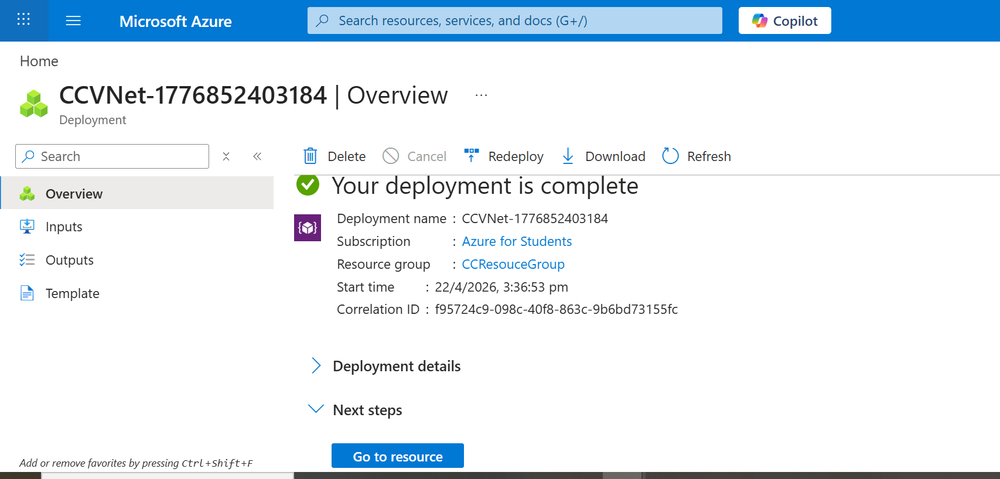 Microsoft Azure
Search resources, services, and docs (G+/)
Copilot
Home
CCVNet-1776852403184 | Overview ...
Deployment
Search
Delete Cancel Redeploy Download Refresh
Overview
Inputs
Outputs
Template
Add or remove favorites by pressing Ctrl+Shift+F
Your deployment is complete
Deployment name : CCVNet-1776852403184
Subscription : Azure for Students
Resource group : CCResouceGroup
Start time : 22/4/2026, 3:36:53 pm
Correlation ID : f95724c9-098c-40f8-863c-9b6bd73155fc
Deployment details
Next steps
Go to resource